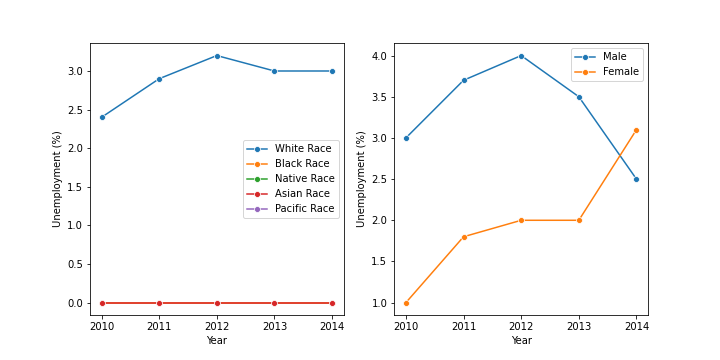 3.0
2.5
2.0
1.5
1.0
0.5
0.0
Unemployment (%)
2010 2011 2012 2013 2014
Year
White Race
Black Race
Native Race
Asian Race
Pacific Race
4.0
3.5
3.0
2.5
2.0
1.5
1.0
Unemployment (%)
2010 2011 2012 2013 2014
Year
Male
Female